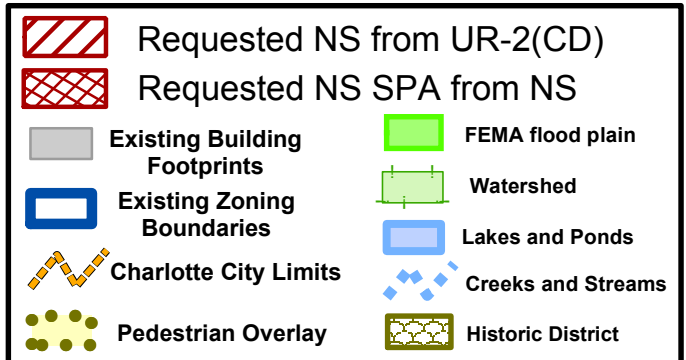 Requested NS from UR-2(CD)
Requested NS SPA from NS
Existing Building
Footprints
Existing Zoning
Boundaries
Charlotte City Limits
Pedestrian Overlay
FEMA flood plain
Watershed
Lakes and Ponds
Creeks and Streams
Historic District